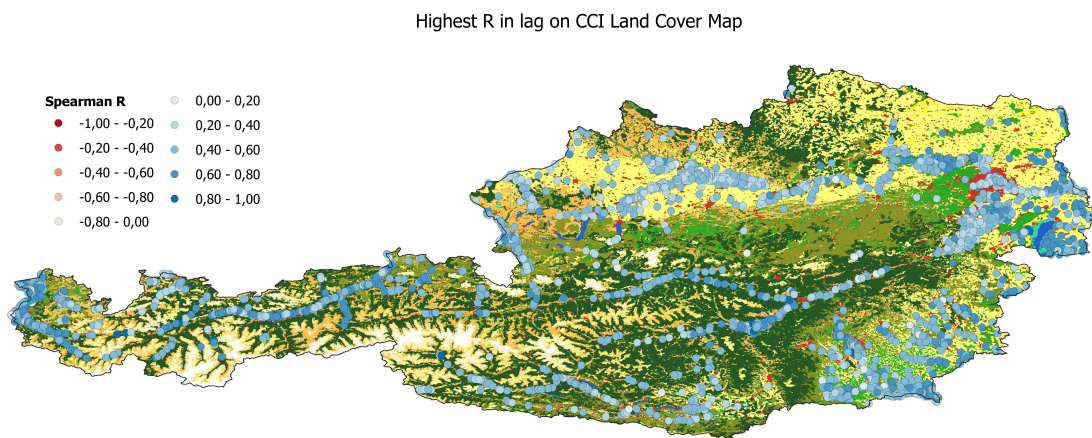 Highest R in lag on CCI Land Cover Map
Spearman R
-1,00 - -0,20
-0,20 - -0,40
-0,40 - -0,60
-0,60 - -0,80
-0,80 - 0,00
0,00 - 0,20
0,20 - 0,40
0,40 - 0,60
0,60 - 0,80
0,80 - 1,00